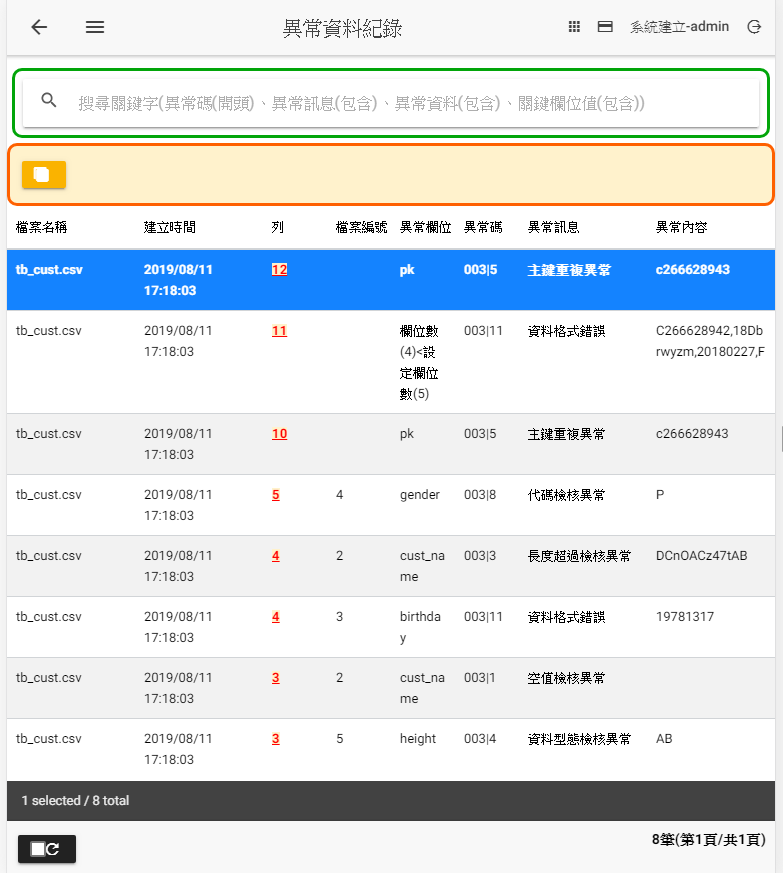 異常資料紀錄
系統建立-admin
搜尋關鍵字(異常碼(開頭)、異常訊息(包含)、異常資料(包含)、關鍵欄位值(包含))
檔案名稱 建立時間 列 檔案編號 異常欄位 異常碼 異常訊息 異常內容
tb_cust.csv 2019/08/11 12 pk 003|5 主鍵重複異常 c266628943
17:18:03
tb_cust.csv 2019/08/11 11 欄位數 003|11 資料格式錯誤 C266628942,18Db
17:18:03 (4)<設 rwyzm,20180227,F
定欄位
數(5)
tb_cust.csv 2019/08/11 10 pk 003|5 主鍵重複異常 c266628943
17:18:03
tb_cust.csv 2019/08/11 5 4 gender 003|8 代碼檢核異常 P
17:18:03
tb_cust.csv 2019/08/11 4 2 cust_na 003|3 長度超過檢核異常 DCnOACz47tAB
17:18:03 me
tb_cust.csv 2019/08/11 4 3 birthda 003|11 資料格式錯誤 19781317
17:18:03 y
tb_cust.csv 2019/08/11 3 2 cust_na 003|1 空值檢核異常
17:18:03 me
tb_cust.csv 2019/08/11 3 5 height 003|4 資料型態檢核異常 AB
17:18:03
1 selected / 8 total
8筆(第1頁/共1頁)